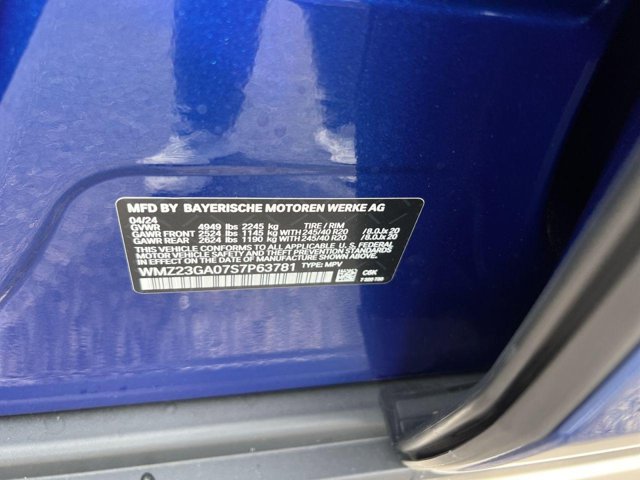 MFD BY BAYERISCHE MOTOREN WERKE AG
04/24
GVWR 4949 lbs 2245 kg TIRE / RIM
GAWR FRONT 2524 lbs 1145 kg WITH 245/40 R20 /8.0Jx 20
GAWR REAR 2624 lbs 1190 kg WITH 245/40 R20 /8.0Jx 20
THIS VEHICLE CONFORMS TO ALL APPLICABLE U.S. FEDERAL
MOTOR VEHICLE SAFETY AND THEFT PREVENTION STANDARDS
IN EFFECT ON THE DATE OF MANUFACTURE SHOWN ABOVE.
WMZ23GA07S7P63781 TYPE: MPV
C6K